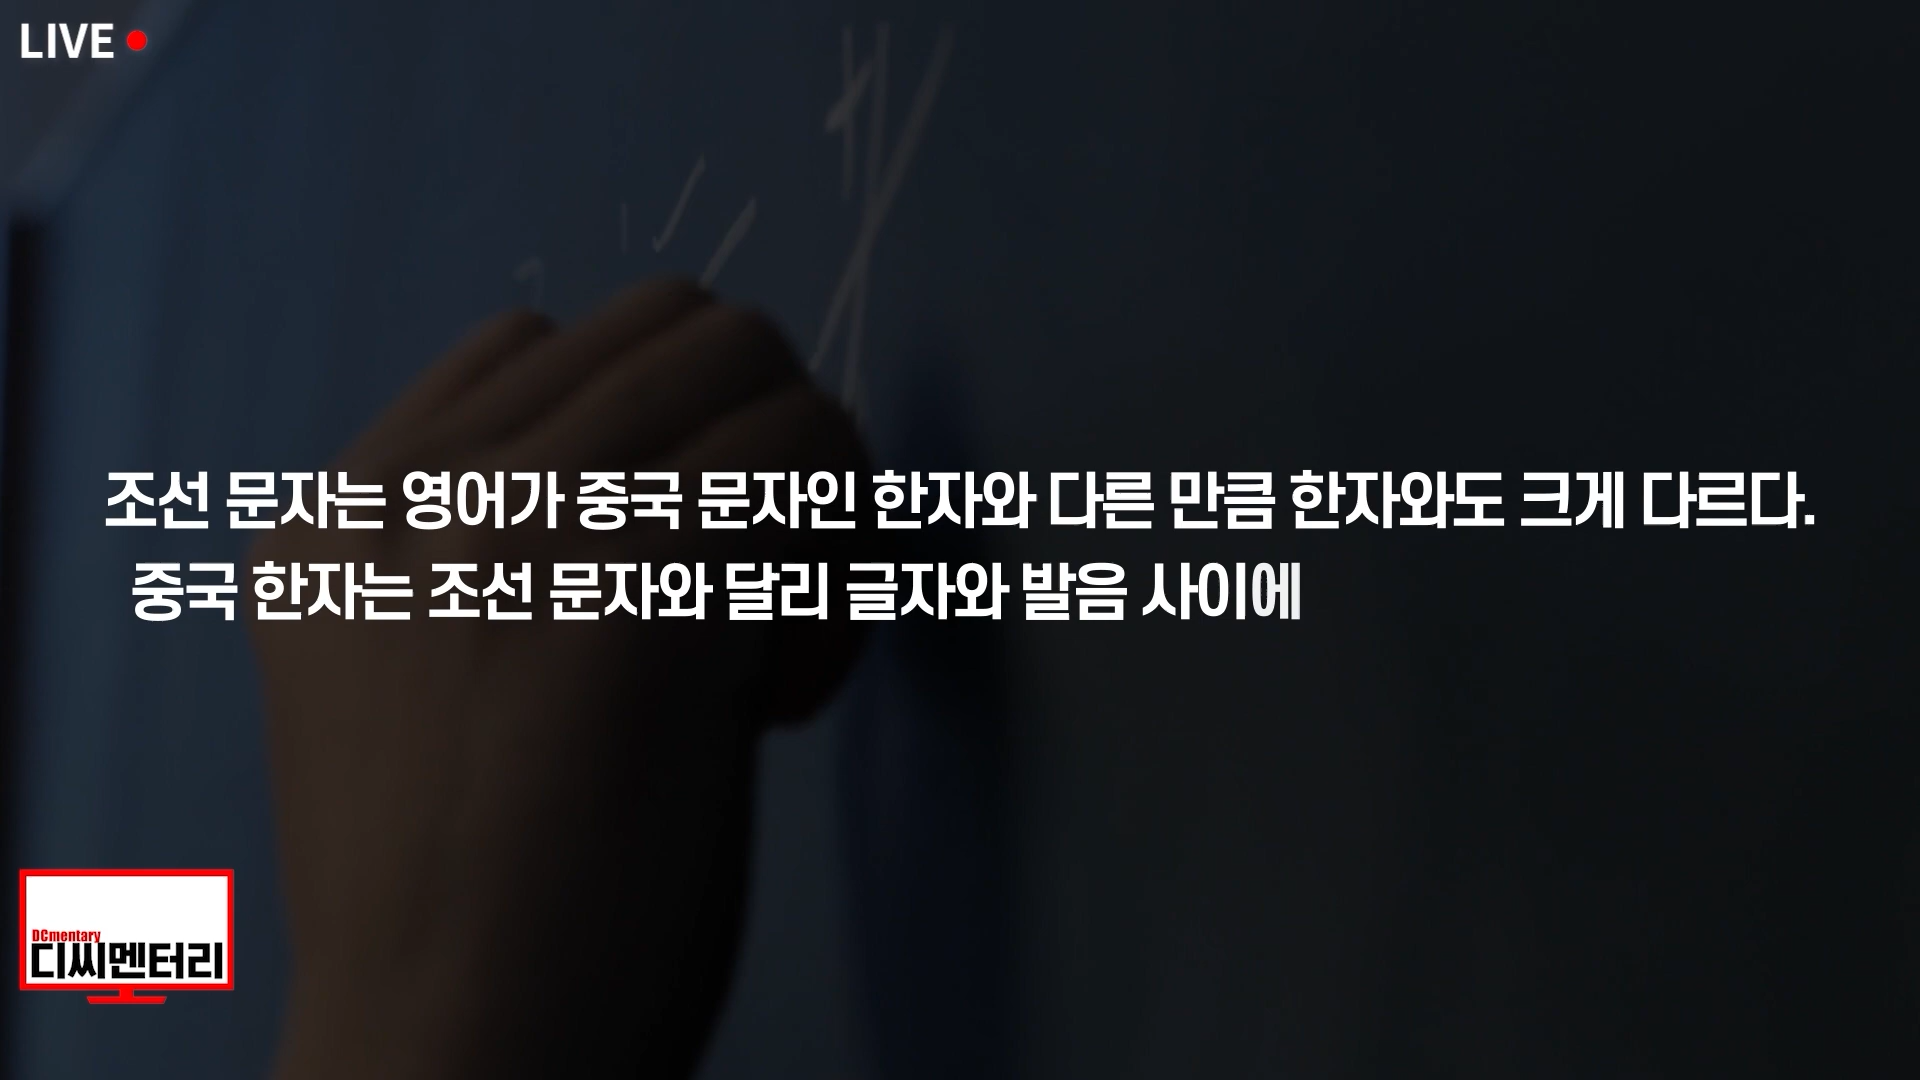 LIVE
조선 문자는 영어가 중국 문자인 한자와 다른 만큼 한자와도 크게 다르다.
중국 한자는 조선 문자와 달리 글자와 발음 사이에
DCmentary
디씨멘터리